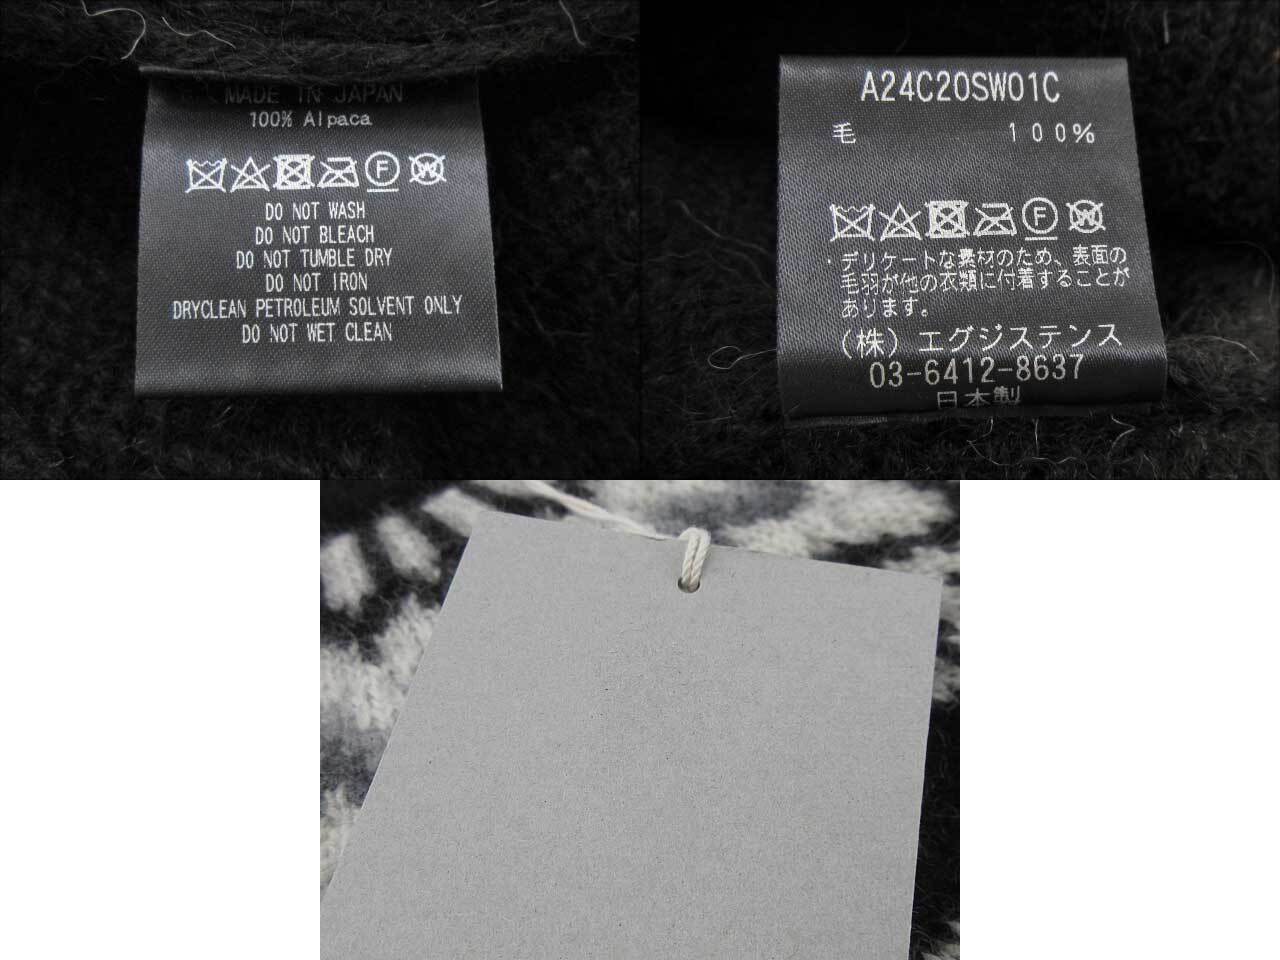 MADE IN JAPAN
100% Alpaca
F W
DO NOT WASH
DO NOT BLEACH
DO NOT TUMBLE DRY
DO NOT IRON
DRYCLEAN PETROLEUM SOLVENT ONLY
DO NOT WET CLEAN
A24C20SW01C
毛 100%
F W
・デリケートな素材のため、表面の
毛羽が他の衣類に付着することが
あります。
(株) エグジステンス
03-6412-8637
日本製